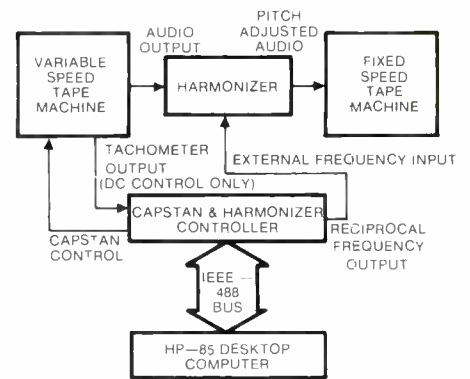 AUDIO
OUTPUT
PITCH
ADJUSTED
AUDIO
VARIABLE
SPEED
TAPE
MACHINE
HARMONIZER
FIXED
SPEED
TAPE
MACHINE
TACHOMETER
OUTPUT
(DC CONTROL ONLY)
EXTERNAL FREQUENCY INPUT
CAPSTAN
CONTROL
CAPSTAN & HARMONIZER
CONTROLLER
RECIPROCAL
FREQUENCY
OUTPUT
IEEE —
488
BUS
HP–85 DESKTOP
COMPUTER